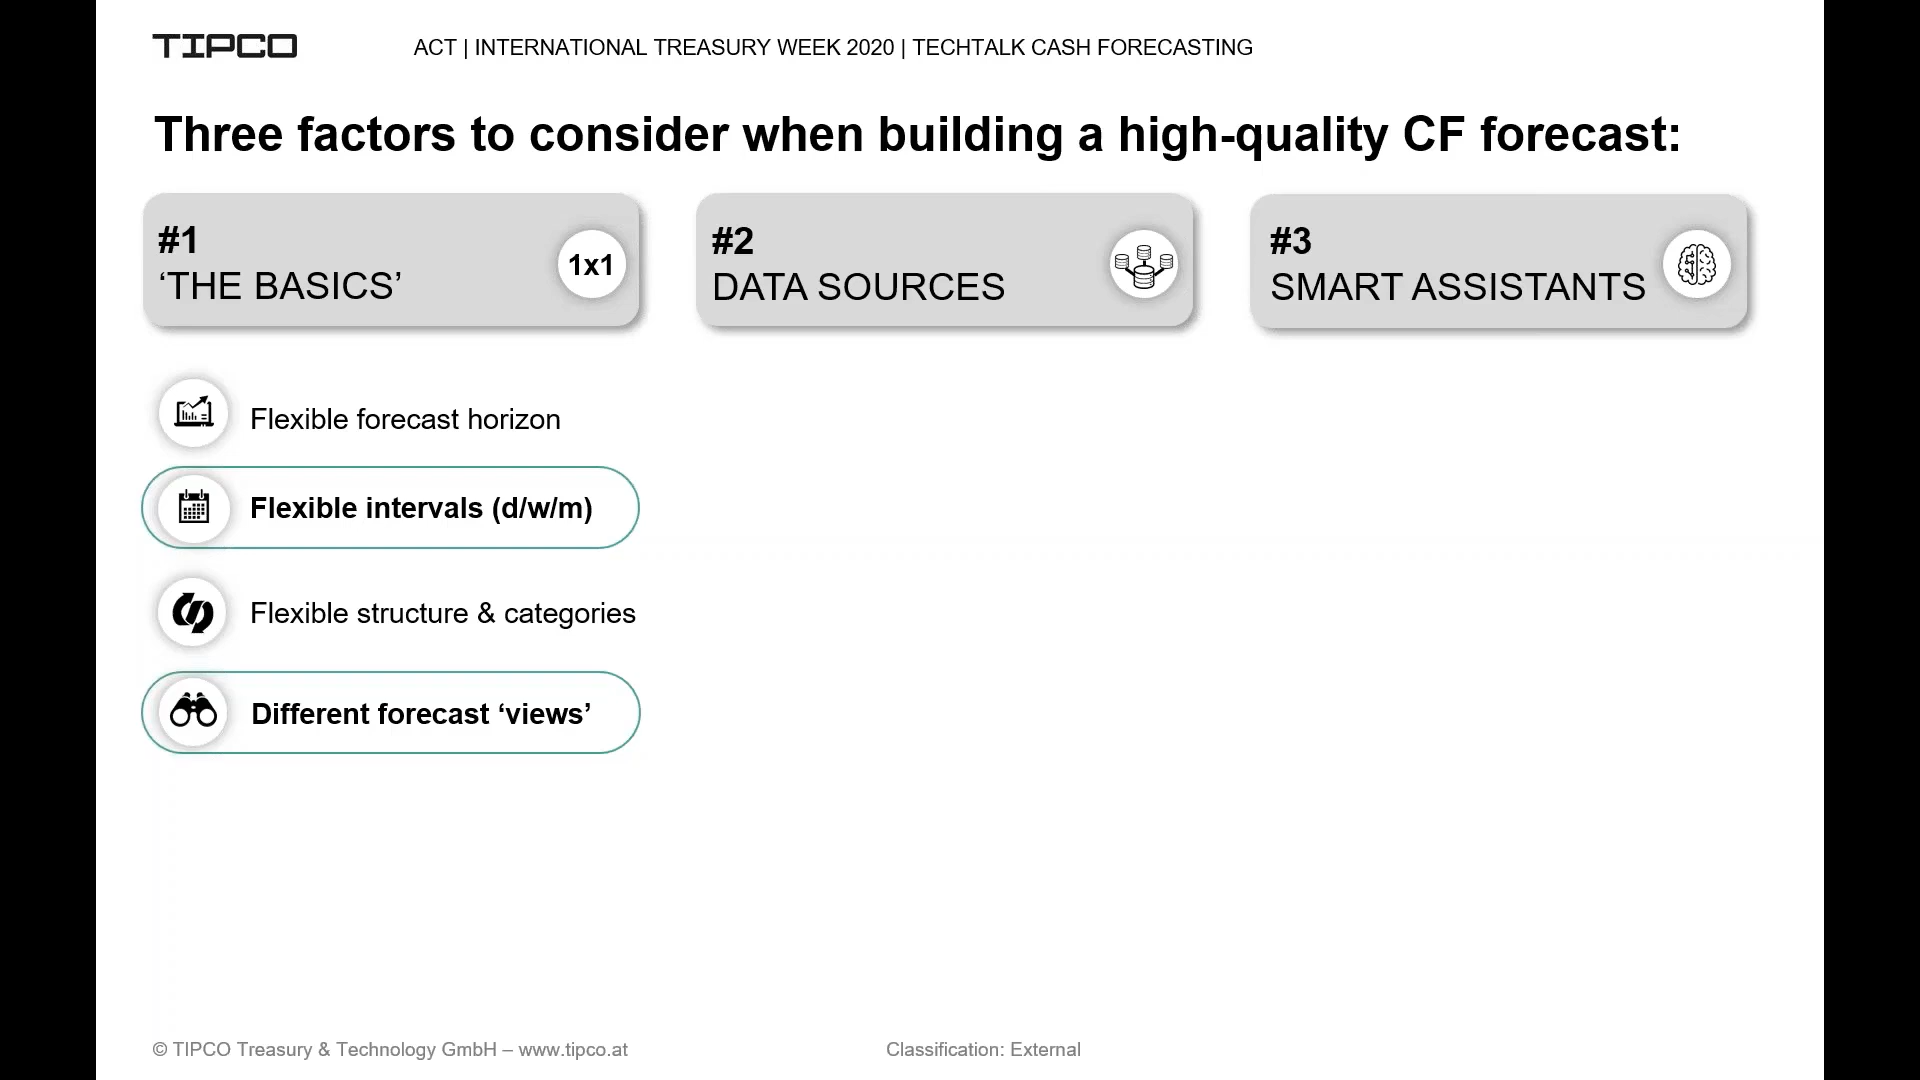 TIPCO
ACT | INTERNATIONAL TREASURY WEEK 2020 | TECHTALK CASH FORECASTING
Three factors to consider when building a high-quality CF forecast:
#1
‘THE BASICS’
1x1
#2
DATA SOURCES
#3
SMART ASSISTANTS
Flexible forecast horizon
Flexible intervals (d/w/m)
Flexible structure & categories
Different forecast ‘views’
© TIPCO Treasury & Technology GmbH – www.tipco.at
Classification: External